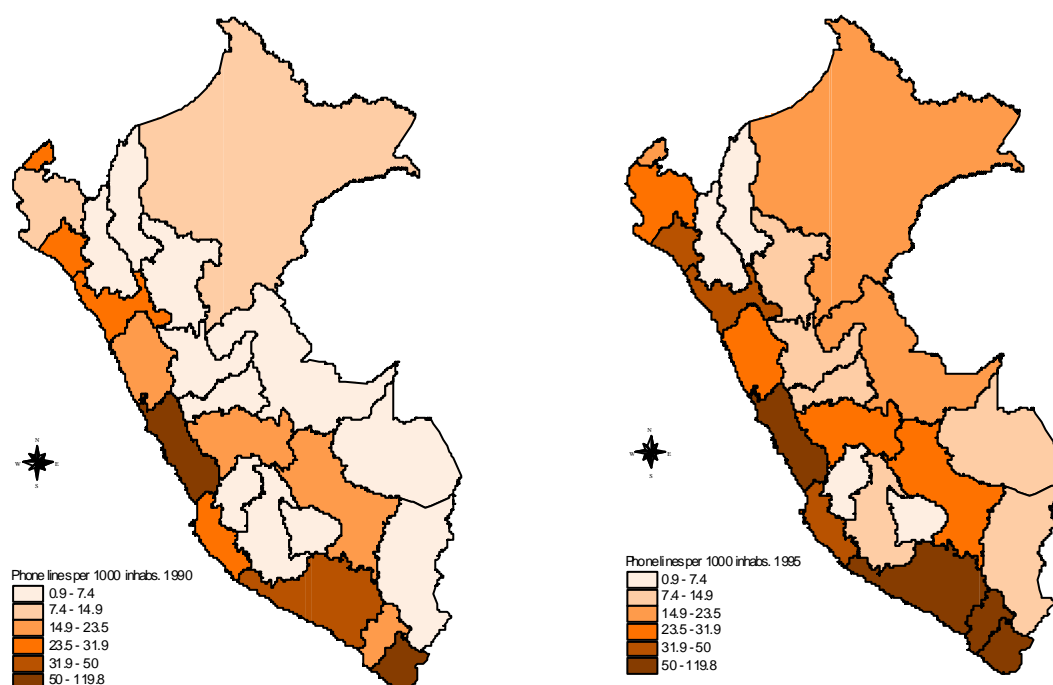 N
W E
S
Phone lines per 1000 inhabs. 1990
0.9 - 7.4
7.4 - 14.9
14.9 - 23.5
23.5 - 31.9
31.9 - 50
50 - 119.8
N
W E
S
Phone lines per 1000 inhabs. 1995
0.9 - 7.4
7.4 - 14.9
14.9 - 23.5
23.5 - 31.9
31.9 - 50
50 - 119.8